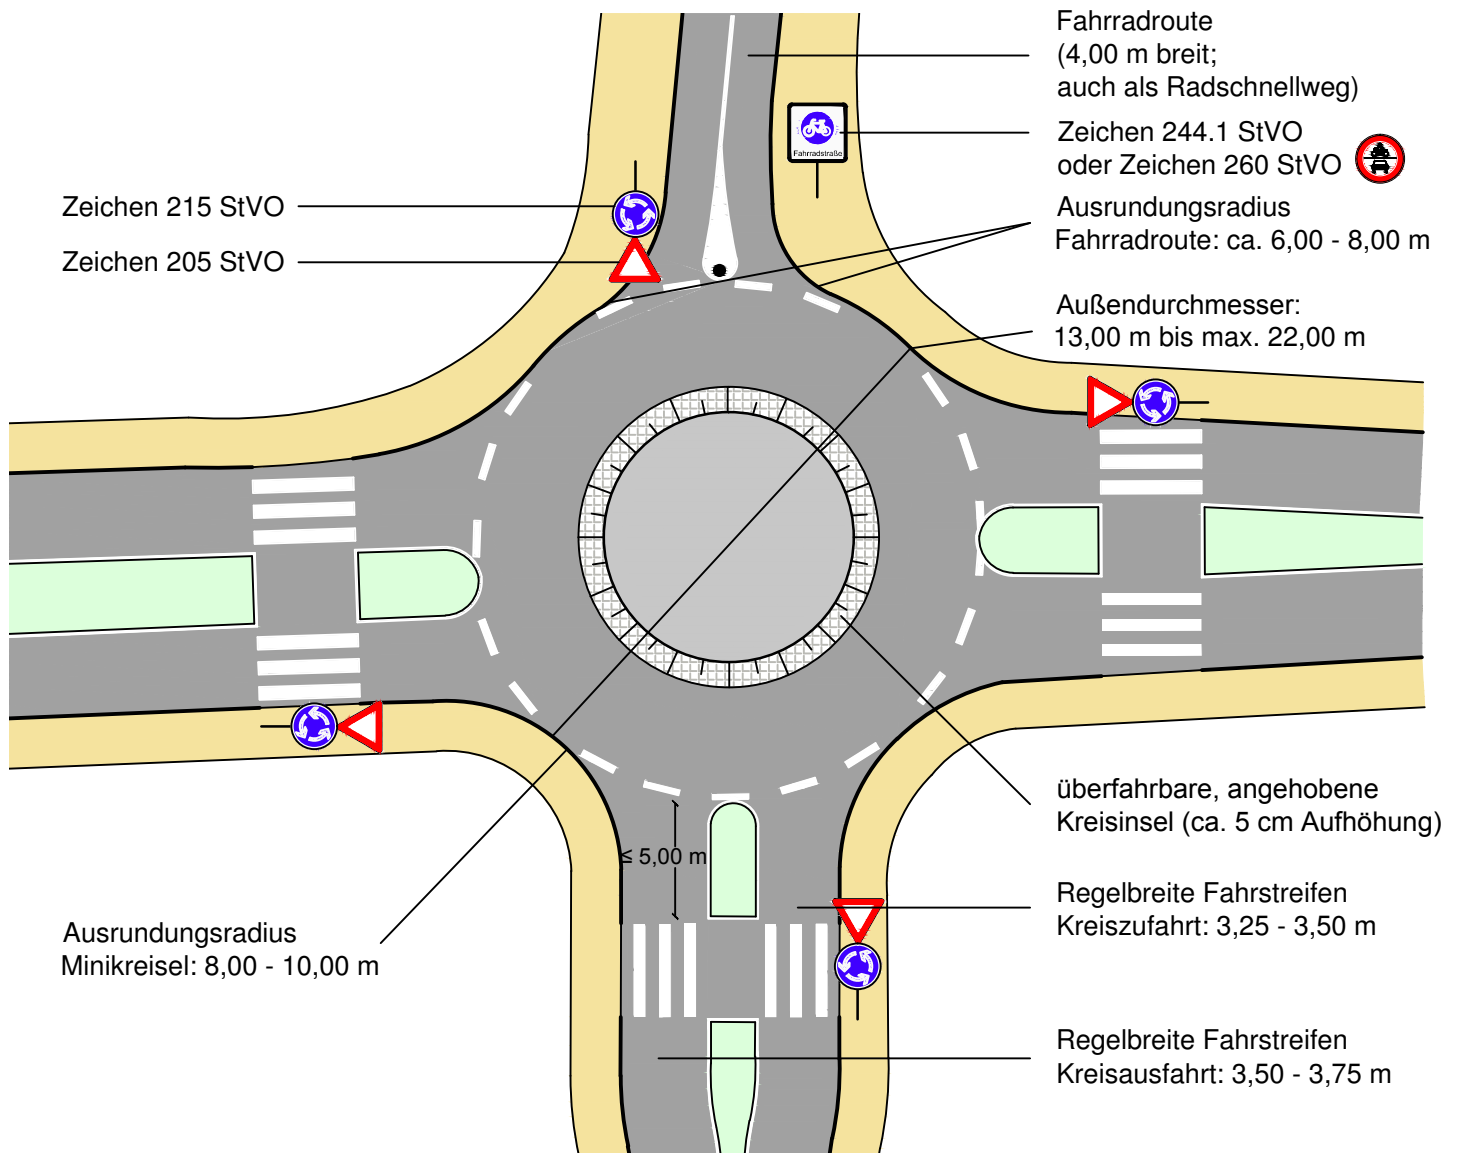 Fahrradroute
(4,00 m breit;
auch als Radschnellweg)
Fahrradstraße
Zeichen 244.1 StVO
oder Zeichen 260 StVO
Zeichen 215 StVO
Zeichen 205 StVO
Ausrundungsradius
Fahrradroute: ca. 6,00 - 8,00 m
Außendurchmesser:
13,00 m bis max. 22,00 m
überfahrbare, angehobene
Kreisinsel (ca. 5 cm Aufhöhung)
≤ 5,00 m
Regelbreite Fahrstreifen
Kreiszufahrt: 3,25 - 3,50 m
Ausrundungsradius
Minikreisel: 8,00 - 10,00 m
Regelbreite Fahrstreifen
Kreisausfahrt: 3,50 - 3,75 m